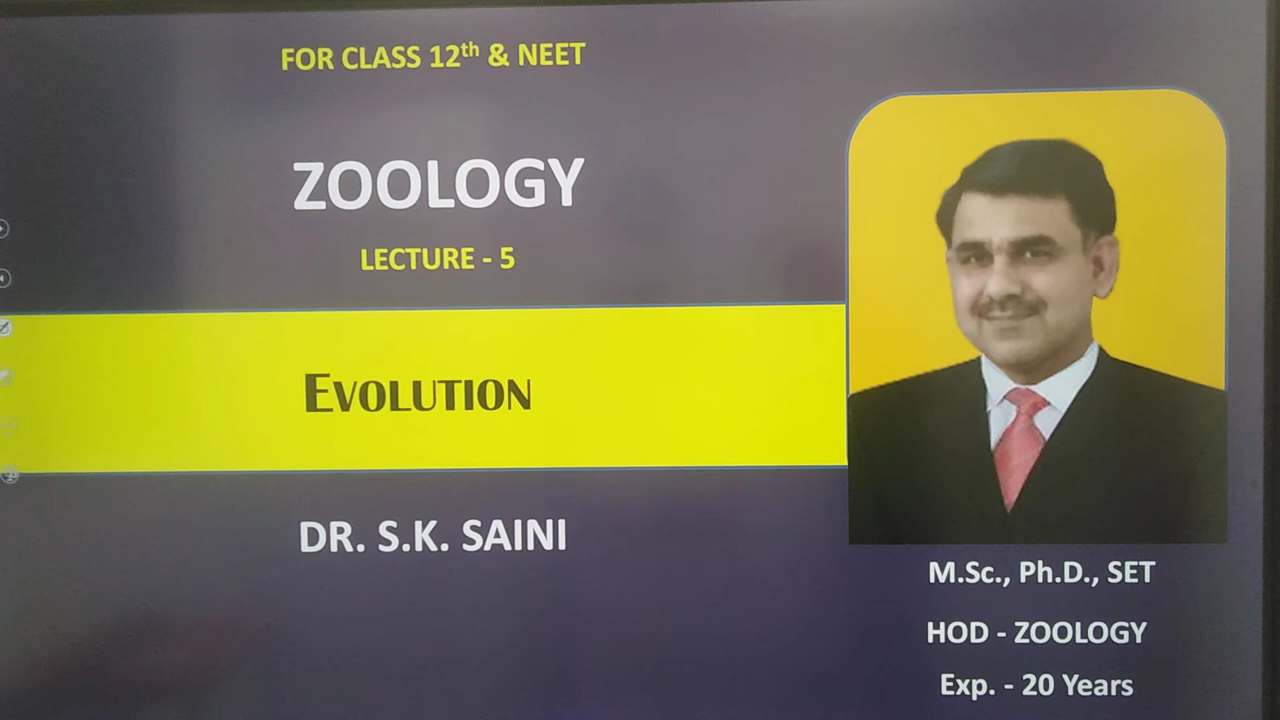 FOR CLASS 12th & NEET
ZOOLOGY
LECTURE - 5
EVOLUTION
DR. S.K. SAINI
M.Sc., Ph.D., SET
HOD - ZOOLOGY
Exp. - 20 Years